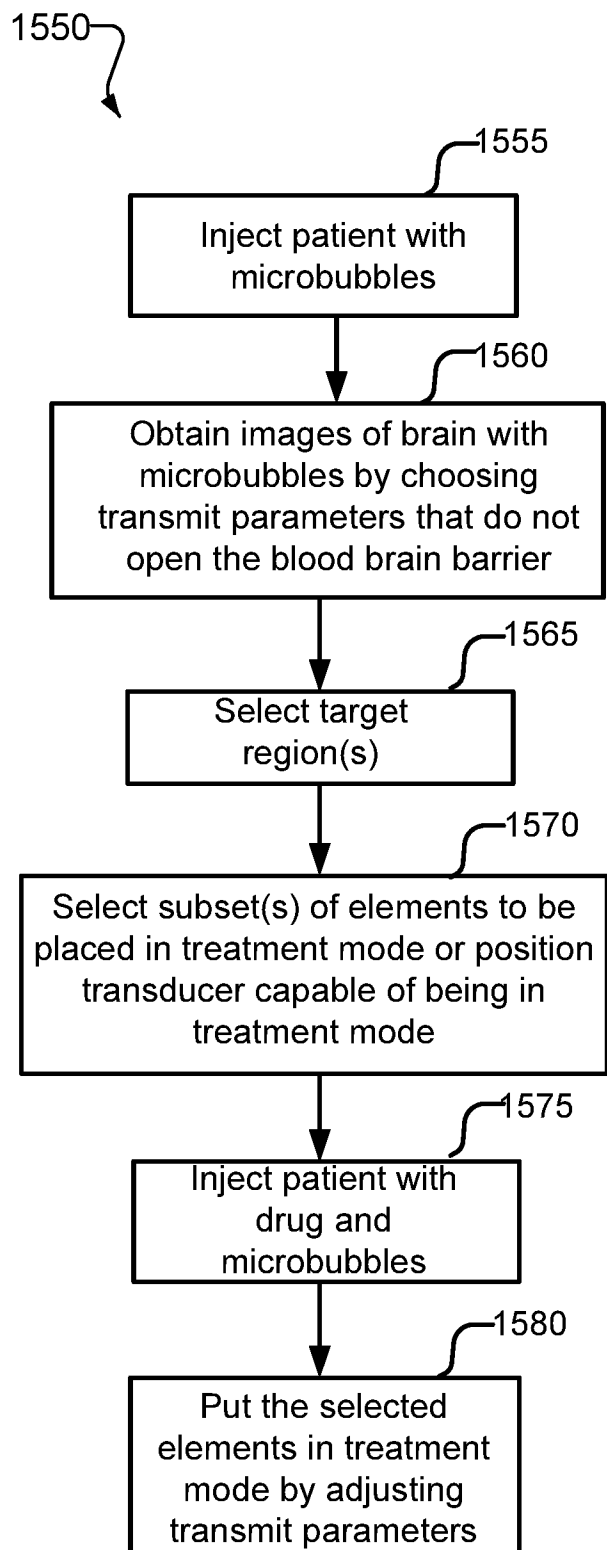 1550
1555
Inject patient with
microbubbles
1560
Obtain images of brain with
microbubbles by choosing
transmit parameters that do not
open the blood brain barrier
1565
Select target
region(s)
1570
Select subset(s) of elements to be
placed in treatment mode or position
transducer capable of being in
treatment mode
1575
Inject patient with
drug and
microbubbles
1580
Put the selected
elements in treatment
mode by adjusting
transmit parameters